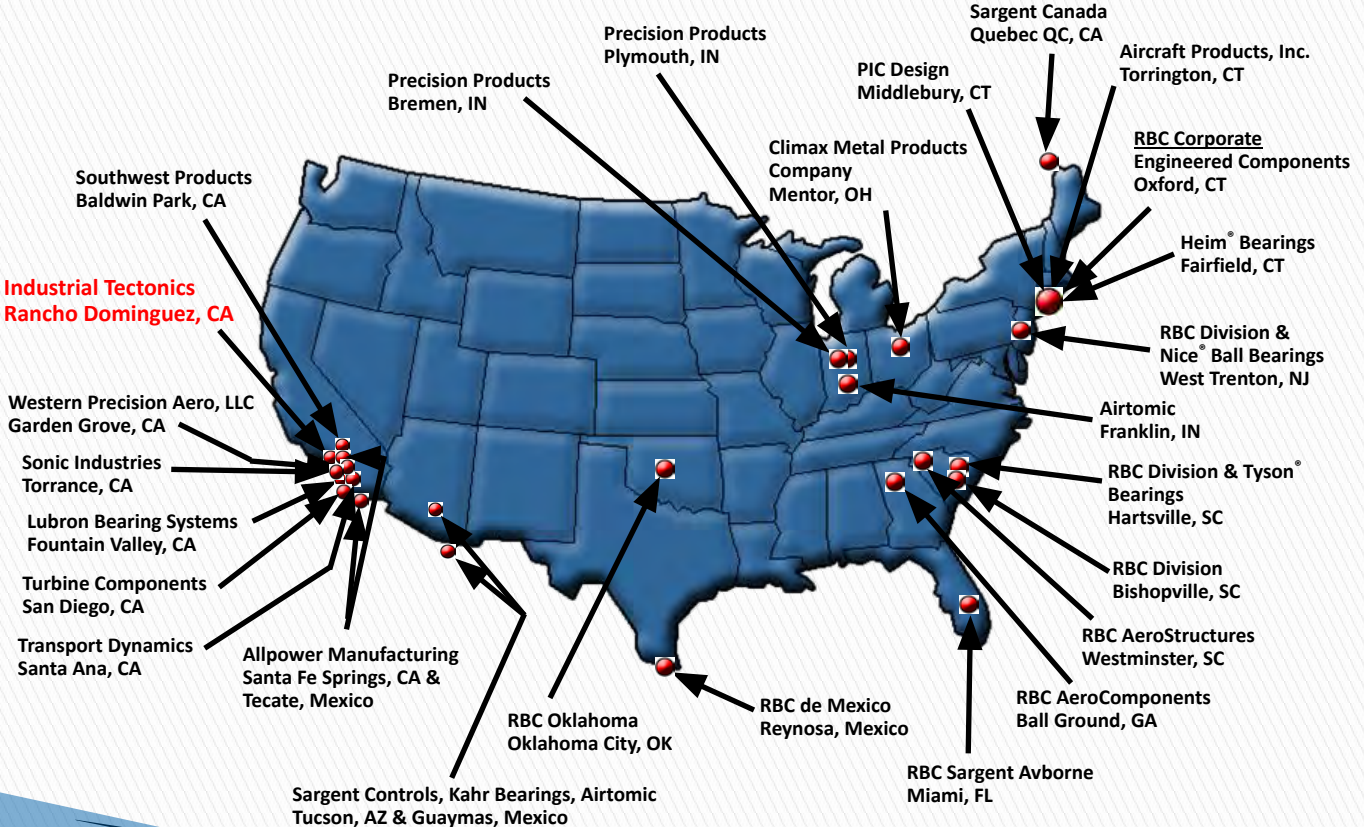 Sargent Canada
Quebec QC, CA
Precision Products
Plymouth, IN
Aircraft Products, Inc.
Torrington, CT
PIC Design
Middlebury, CT
Precision Products
Bremen, IN
RBC Corporate
Engineered Components
Oxford, CT
Climax Metal Products
Company
Mentor, OH
Southwest Products
Baldwin Park, CA
Heim® Bearings
Fairfield, CT
Industrial Tectonics
Rancho Dominguez, CA
RBC Division &
Nice® Ball Bearings
West Trenton, NJ
Western Precision Aero, LLC
Garden Grove, CA
Airtomic
Franklin, IN
Sonic Industries
Torrance, CA
RBC Division & Tyson®
Bearings
Hartsville, SC
Lubron Bearing Systems
Fountain Valley, CA
RBC Division
Bishopville, SC
Turbine Components
San Diego, CA
RBC AeroStructures
Westminster, SC
Transport Dynamics
Santa Ana, CA
Allpower Manufacturing
Santa Fe Springs, CA &
Tecate, Mexico
RBC AeroComponents
Ball Ground, GA
RBC de Mexico
Reynosa, Mexico
RBC Oklahoma
Oklahoma City, OK
RBC Sargent Avborne
Miami, FL
Sargent Controls, Kahr Bearings, Airtomic
Tucson, AZ & Guaymas, Mexico